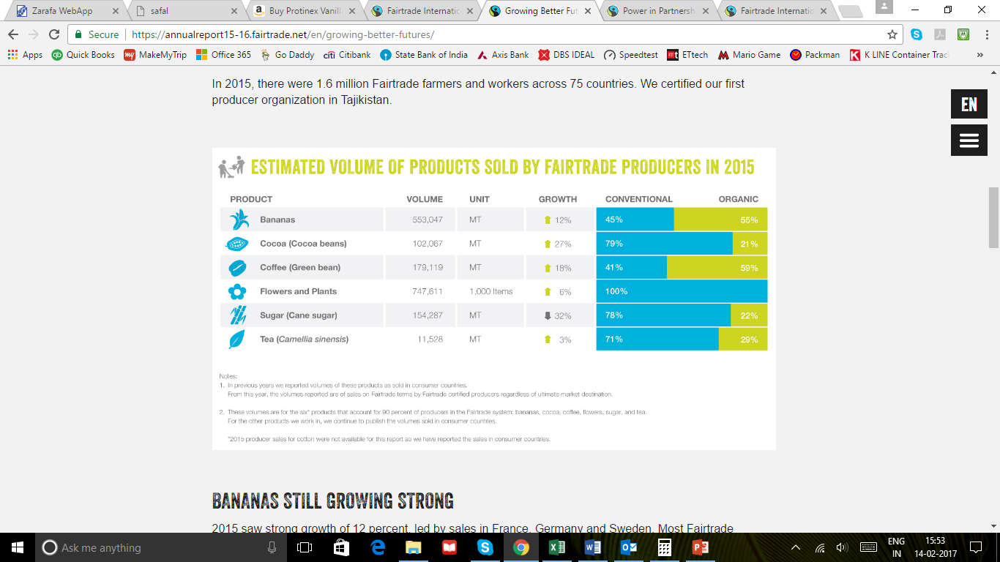 Zarafa WebApp
safal
Buy Protinex Vanill
Fairtrade Internatio
Growing Better Fut
Power in Partnersh
Fairtrade Internatio
Secure
https://annualreport15-16.fairtrade.net/en/growing-better-futures/
Apps
Quick Books
MakeMyTrip
Office 365
Go Daddy
citi Citibank
State Bank of India
Axis Bank
DBS IDEAL
Speedtest
ETtech
Mario Game
Packman
K LINE Container Trac
In 2015, there were 1.6 million Fairtrade farmers and workers across 75 countries. We certified our first
producer organization in Tajikistan.
EN
ESTIMATED VOLUME OF PRODUCTS SOLD BY FAIRTRADE PRODUCERS IN 2015
PRODUCT VOLUME UNIT GROWTH CONVENTIONAL ORGANIC
Bananas 553,047 MT 12% 45% 55%
Cocoa (Cocoa beans) 102,067 MT 27% 79% 21%
Coffee (Green bean) 179,119 MT 18% 41% 59%
Flowers and Plants 747,611 1,000 Items 6% 100%
Sugar (Cane sugar) 154,287 MT 32% 78% 22%
Tea (Camellia sinensis) 11,528 MT 3% 71% 29%
Notes:
1. In previous years we reported volumes of these products as sold in consumer countries.
From this year, the volumes reported are of sales on Fairtrade terms by Fairtrade certified producers regardless of ultimate market destination.
2. These volumes are for the six* products that account for 90 percent of producers in the Fairtrade system: bananas, cocoa, coffee, flowers, sugar, and tea.
For the other products we work in, we continue to publish the volumes sold in consumer countries.
*2015 producer sales for cotton were not available for this report so we have reported the sales in consumer countries.
BANANAS STILL GROWING STRONG
2015 saw strong growth of 12 percent, led by sales in France, Germany and Sweden. Most Fairtrade
Ask me anything
ENG
IN
15:53
14-02-2017